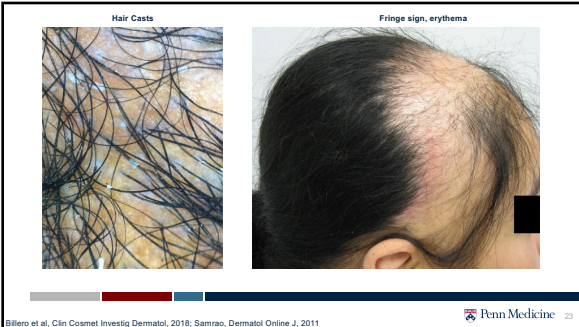 Hair Casts
Fringe sign, erythema
Billero et al, Clin Cosmet Investig Dermatol, 2018; Samrao, Dermatol Online J, 2011
Penn Medicine
23